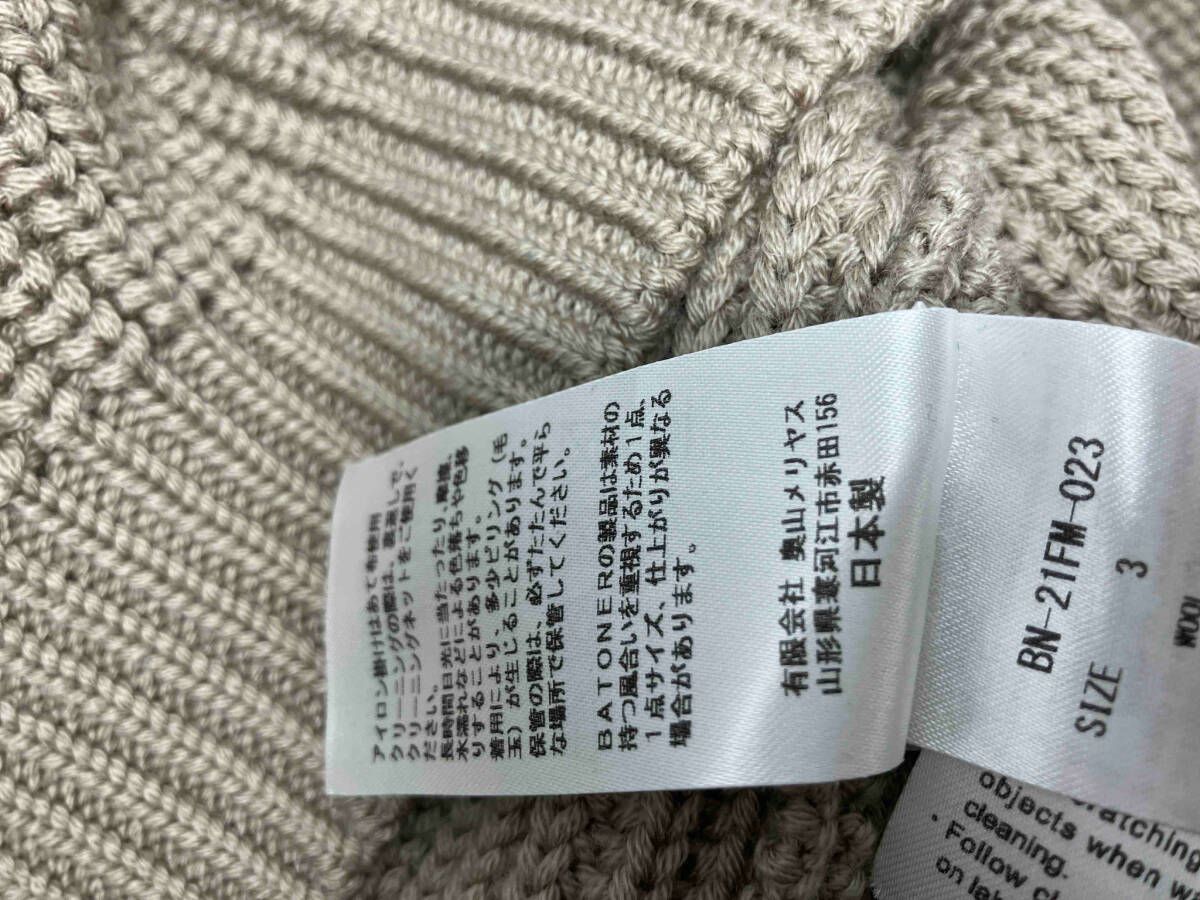 アイロン掛けはあて布使用
クリーニングの際は、裏返しで、
クリーニングネットをご使用く
ださい。
長時間日光に当たったり、摩擦、
水濡れなどによる色落ちや色移
りすることがあります。
着用により、多少ピリング（毛
玉）が生じることがあります。
保管の際は、必ずたたんで平ら
な場所で保管してください。
BATONERの製品は素材の
持つ風合いを重視するため1点、
1点サイズ、仕上がりが異なる
場合があります。
有限会社 奥山メリヤス
山形県寒河江市赤田156
日本製
BN-21FM-023
SIZE 3
WOOL
objects when
cleaning.
· Follow
on